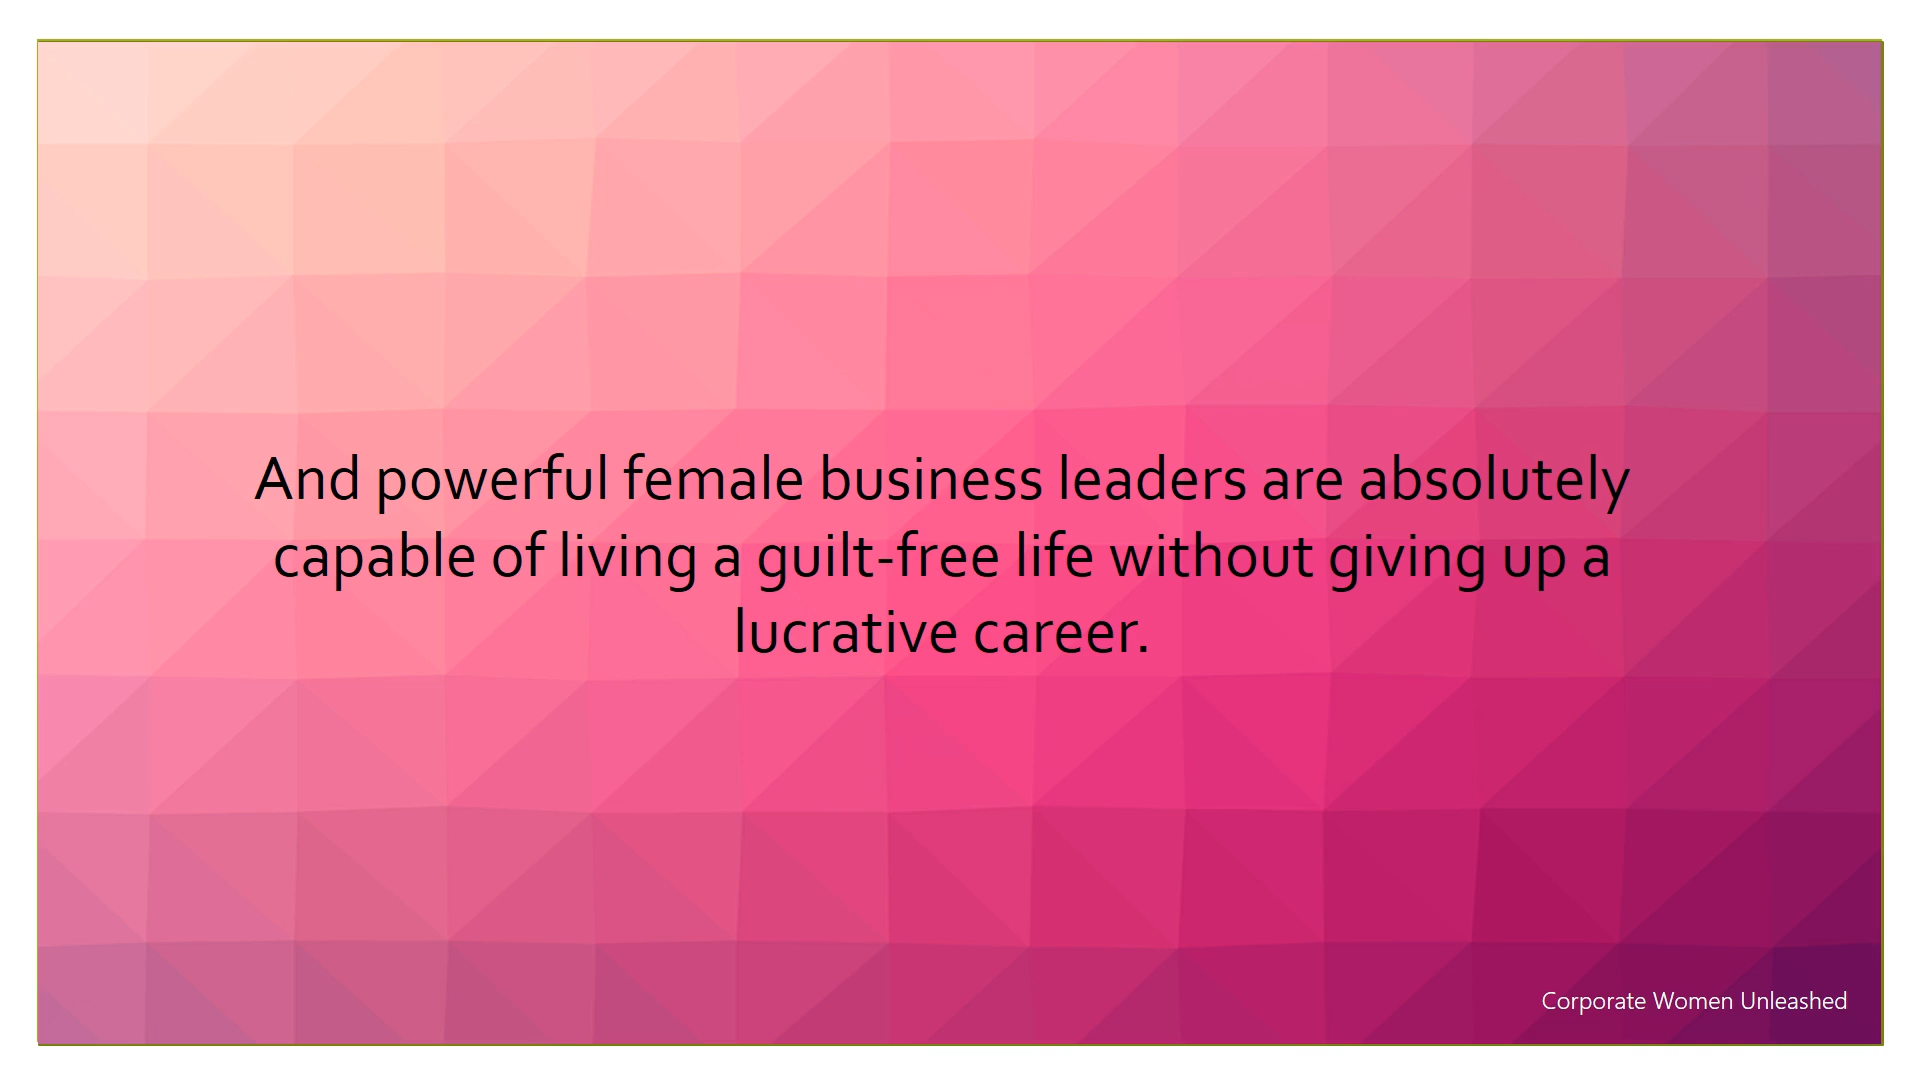 And powerful female business leaders are absolutely
capable of living a guilt-free life without giving up a
lucrative career.
Corporate Women Unleashed